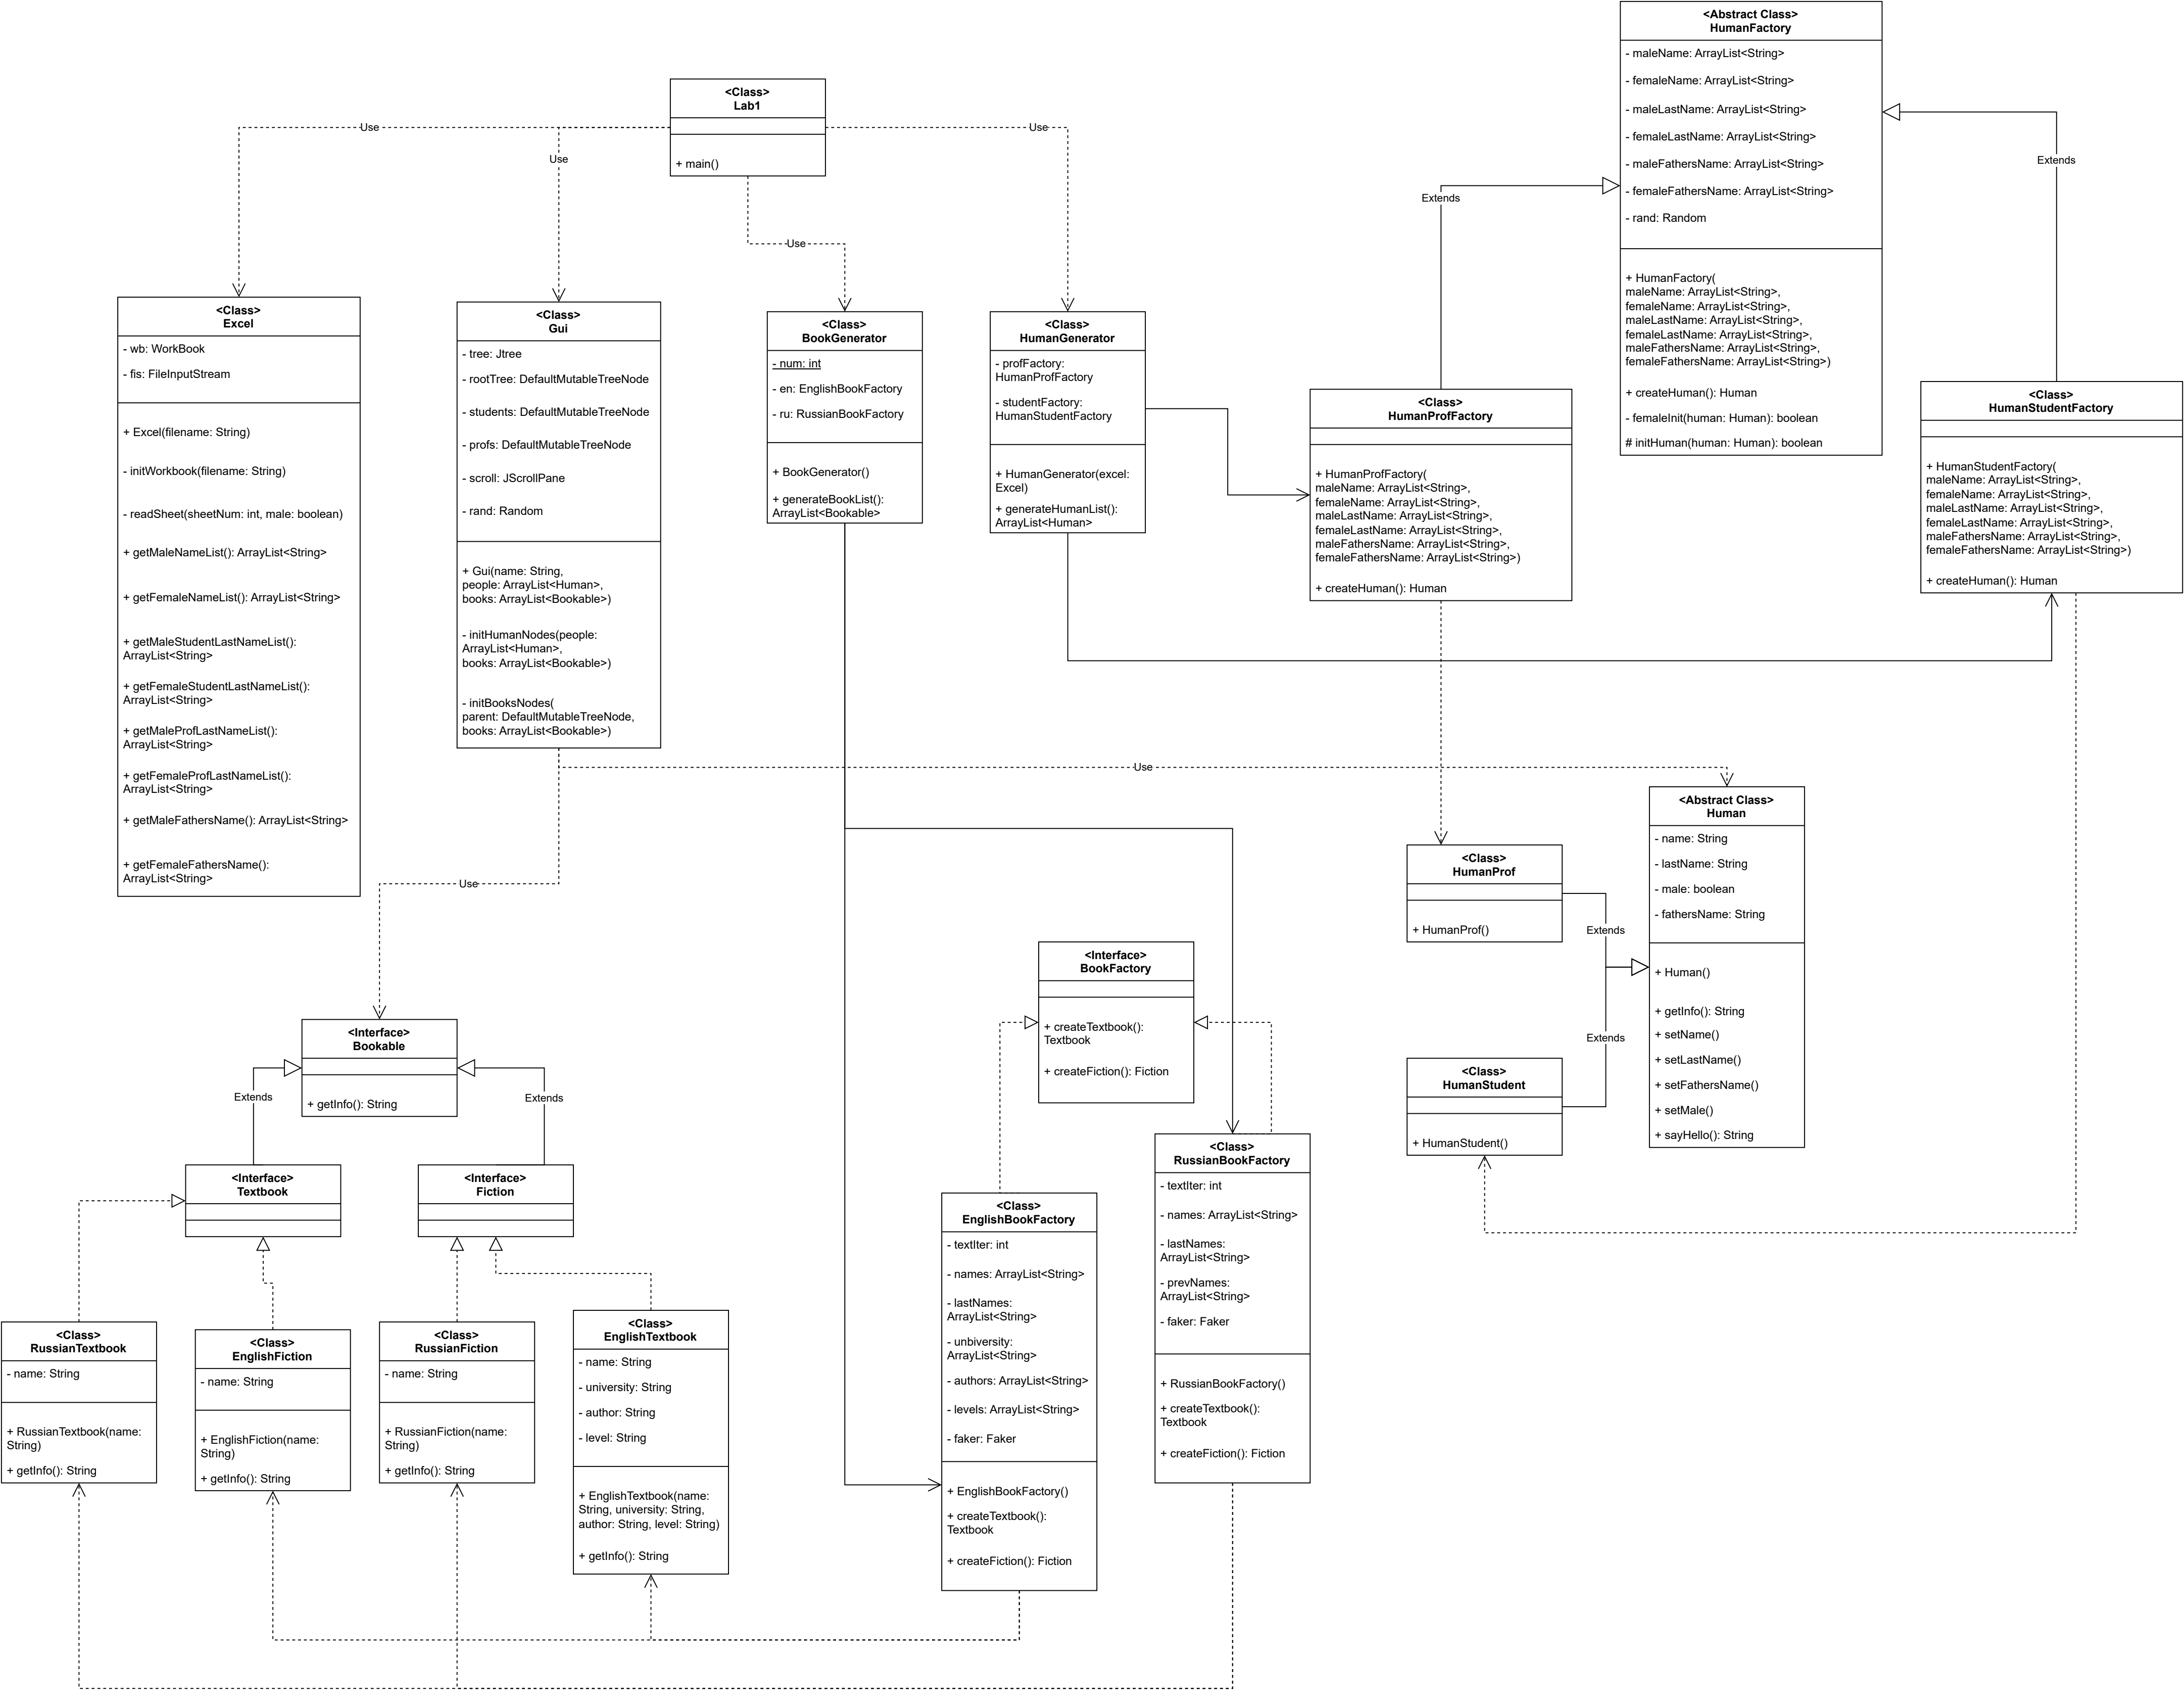 <Abstract Class>
HumanFactory
- maleName: ArrayList<String>
- femaleName: ArrayList<String>
- maleLastName: ArrayList<String>
- femaleLastName: ArrayList<String>
- maleFathersName: ArrayList<String>
- femaleFathersName: ArrayList<String>
- rand: Random
+ HumanFactory(
maleName: ArrayList<String>,
femaleName: ArrayList<String>,
maleLastName: ArrayList<String>,
femaleLastName: ArrayList<String>,
maleFathersName: ArrayList<String>,
femaleFathersName: ArrayList<String>)
+ createHuman(): Human
- femaleInit(human: Human): boolean
# initHuman(human: Human): boolean
<Class>
Lab1
+ main()
Use
Use
Use
Use
Extends
Extends
<Class>
Excel
- wb: WorkBook
- fis: FileInputStream
+ Excel(filename: String)
- initWorkbook(filename: String)
- readSheet(sheetNum: int, male: boolean)
+ getMaleNameList(): ArrayList<String>
+ getFemaleNameList(): ArrayList<String>
+ getMaleStudentLastNameList():
ArrayList<String>
+ getFemaleStudentLastNameList():
ArrayList<String>
+ getMaleProfLastNameList():
ArrayList<String>
+ getFemaleProfLastNameList():
ArrayList<String>
+ getMaleFathersName(): ArrayList<String>
+ getFemaleFathersName():
ArrayList<String>
<Class>
Gui
- tree: Jtree
- rootTree: DefaultMutableTreeNode
- students: DefaultMutableTreeNode
- profs: DefaultMutableTreeNode
- scroll: JScrollPane
- rand: Random
+ Gui(name: String,
people: ArrayList<Human>,
books: ArrayList<Bookable>)
- initHumanNodes(people:
ArrayList<Human>,
books: ArrayList<Bookable>)
- initBooksNodes(
parent: DefaultMutableTreeNode,
books: ArrayList<Bookable>)
<Class>
BookGenerator
- num: int
- en: EnglishBookFactory
- ru: RussianBookFactory
+ BookGenerator()
+ generateBookList():
ArrayList<Bookable>
<Class>
HumanGenerator
- profFactory:
HumanProfFactory
- studentFactory:
HumanStudentFactory
+ HumanGenerator(excel:
Excel)
+ generateHumanList():
ArrayList<Human>
<Class>
HumanProfFactory
+ HumanProfFactory(
maleName: ArrayList<String>,
femaleName: ArrayList<String>,
maleLastName: ArrayList<String>,
femaleLastName: ArrayList<String>,
maleFathersName: ArrayList<String>,
femaleFathersName: ArrayList<String>)
+ createHuman(): Human
<Class>
HumanStudentFactory
+ HumanStudentFactory(
maleName: ArrayList<String>,
femaleName: ArrayList<String>,
maleLastName: ArrayList<String>,
femaleLastName: ArrayList<String>,
maleFathersName: ArrayList<String>,
femaleFathersName: ArrayList<String>)
+ createHuman(): Human
Use
Use
<Class>
HumanProf
+ HumanProf()
Extends
<Abstract Class>
Human
- name: String
- lastName: String
- male: boolean
- fathersName: String
+ Human()
+ getInfo(): String
+ setName()
+ setLastName()
+ setFathersName()
+ setMale()
+ sayHello(): String
Extends
<Class>
HumanStudent
+ HumanStudent()
<Interface>
BookFactory
+ createTextbook():
Textbook
+ createFiction(): Fiction
<Interface>
Bookable
+ getInfo(): String
Extends
Extends
<Interface>
Textbook
<Interface>
Fiction
<Class>
RussianTextbook
- name: String
+ RussianTextbook(name:
String)
+ getInfo(): String
<Class>
EnglishFiction
- name: String
+ EnglishFiction(name:
String)
+ getInfo(): String
<Class>
RussianFiction
- name: String
+ RussianFiction(name:
String)
+ getInfo(): String
<Class>
EnglishTextbook
- name: String
- university: String
- author: String
- level: String
+ EnglishTextbook(name:
String, university: String,
author: String, level: String)
+ getInfo(): String
<Class>
EnglishBookFactory
- textIter: int
- names: ArrayList<String>
- lastNames:
ArrayList<String>
- unbiversity:
ArrayList<String>
- authors: ArrayList<String>
- levels: ArrayList<String>
- faker: Faker
+ EnglishBookFactory()
+ createTextbook():
Textbook
+ createFiction(): Fiction
<Class>
RussianBookFactory
- textIter: int
- names: ArrayList<String>
- lastNames:
ArrayList<String>
- prevNames:
ArrayList<String>
- faker: Faker
+ RussianBookFactory()
+ createTextbook():
Textbook
+ createFiction(): Fiction